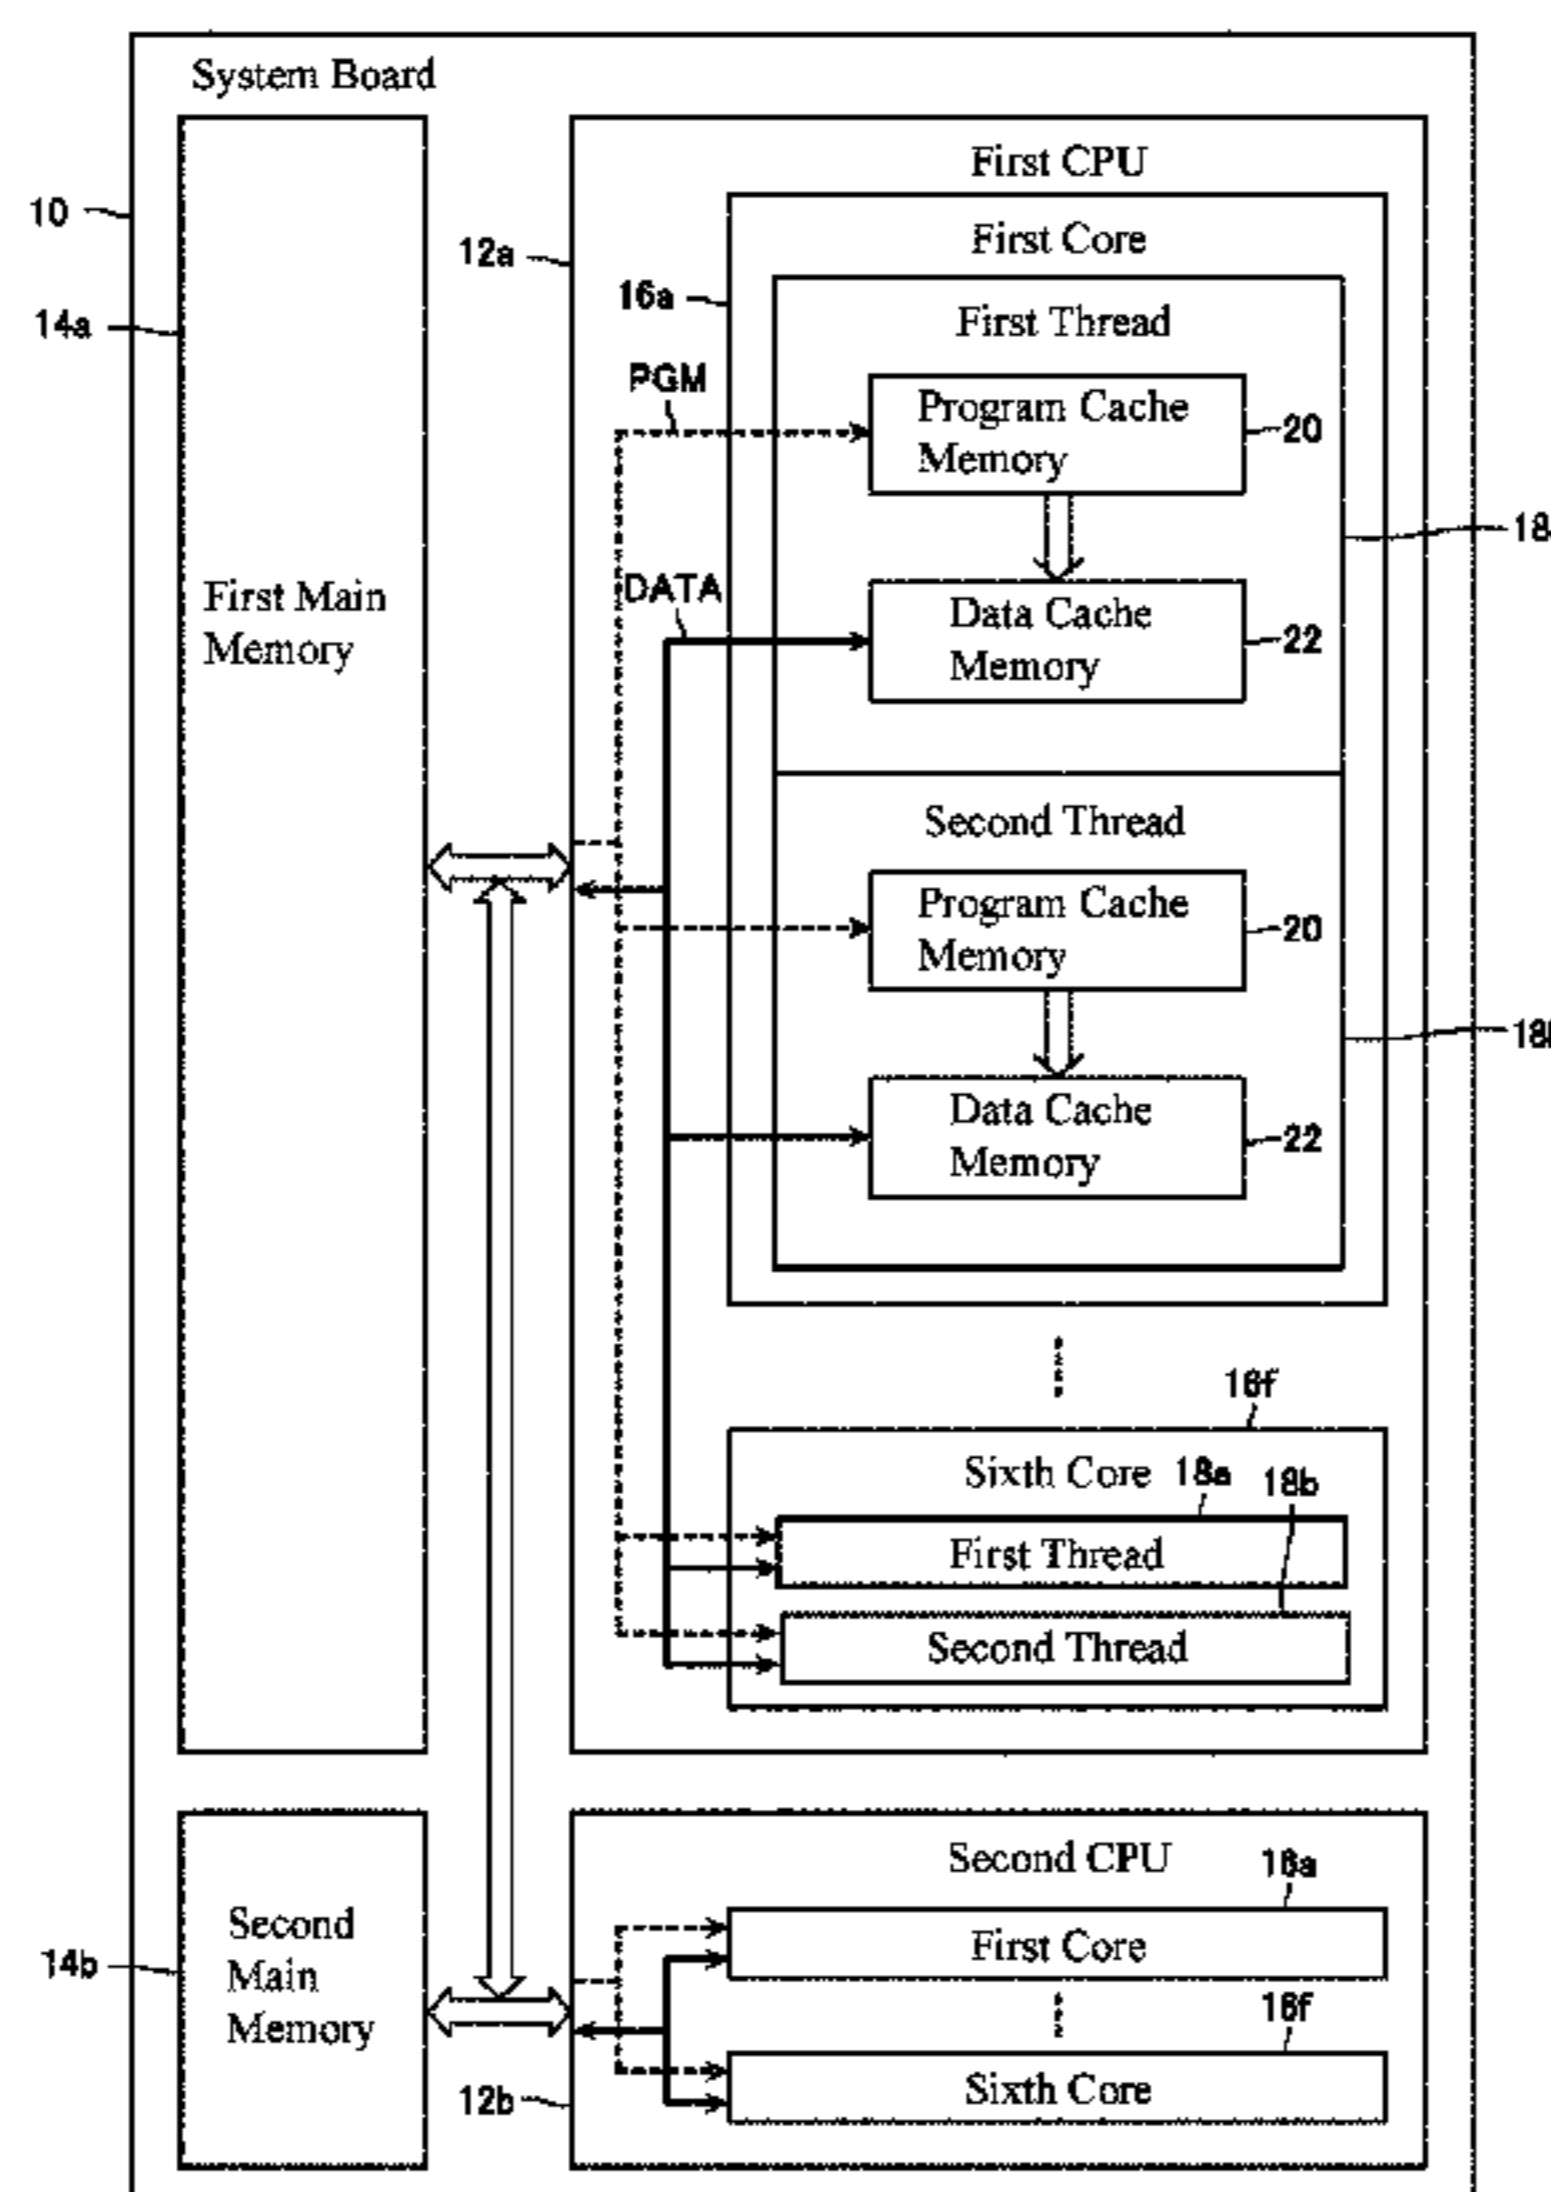 System Board
10
14a
First Main
Memory
First CPU
12a
First Core
16a
First Thread
PGM
Program Cache
Memory
20
18
DATA
Data Cache
Memory
22
Second Thread
Program Cache
Memory
20
18
Data Cache
Memory
22
16f
Sixth Core
18a
18b
First Thread
Second Thread
Second CPU
16a
First Core
16f
Sixth Core
12b
14b
Second
Main
Memory